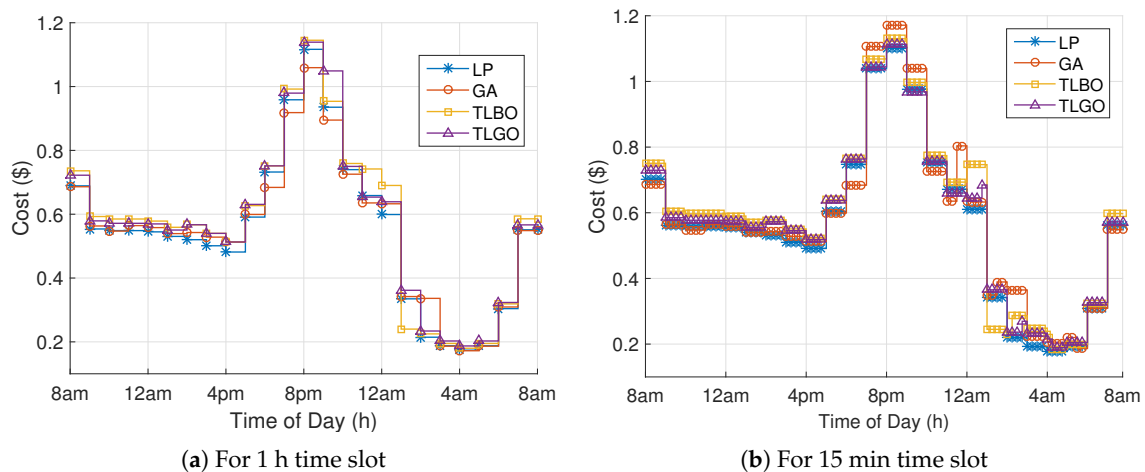 1.2
1
0.8
0.6
0.4
0.2
Cost ($)
LP
GA
TLBO
TLGO
8am 12am 4pm 8pm 12am 4am 8am
Time of Day (h)
(a) For 1 h time slot
1.2
1
0.8
0.6
0.4
0.2
Cost ($)
LP
GA
TLBO
TLGO
8am 12am 4pm 8pm 12am 4am 8am
Time of Day (h)
(b) For 15 min time slot